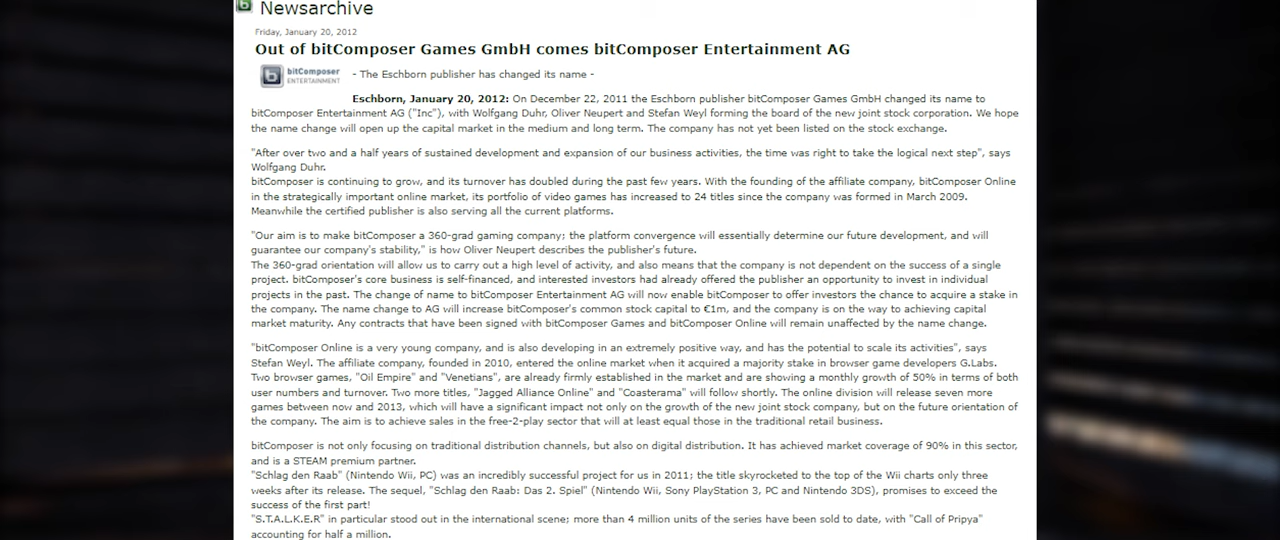 Newsarchive
Friday, January 20, 2012
Out of bitComposer Games GmbH comes bitComposer Entertainment AG
bitComposer
ENTERTAINMENT
- The Eschborn publisher has changed its name -
Eschborn, January 20, 2012: On December 22, 2011 the Eschborn publisher bitComposer Games GmbH changed its name to
bitComposer Entertainment AG ("Inc"), with Wolfgang Duhr, Oliver Neupert and Stefan Weyl forming the board of the new joint stock corporation. We hope
the name change will open up the capital market in the medium and long term. The company has not yet been listed on the stock exchange.
"After over two and a half years of sustained development and expansion of our business activities, the time was right to take the logical next step", says
Wolfgang Duhr.
bitComposer is continuing to grow, and its turnover has doubled during the past few years. With the founding of the affiliate company, bitComposer Online
in the strategically important online market, its portfolio of video games has increased to 24 titles since the company was formed in March 2009.
Meanwhile the certified publisher is also serving all the current platforms.
"Our aim is to make bitComposer a 360-grad gaming company; the platform convergence will essentially determine our future development, and will
guarantee our company's stability," is how Oliver Neupert describes the publisher's future.
The 360-grad orientation will allow us to carry out a high level of activity, and also means that the company is not dependent on the success of a single
project. bitComposer's core business is self-financed, and interested investors had already offered the publisher an opportunity to invest in individual
projects in the past. The change of name to bitComposer Entertainment AG will now enable bitComposer to offer investors the chance to acquire a stake in
the company. The name change to AG will increase bitComposer's common stock capital to €1m, and the company is on the way to achieving capital
market maturity. Any contracts that have been signed with bitComposer Games and bitComposer Online will remain unaffected by the name change.
"bitComposer Online is a very young company, and is also developing in an extremely positive way, and has the potential to scale its activities", says
Stefan Weyl. The affiliate company, founded in 2010, entered the online market when it acquired a majority stake in browser game developers G.Labs.
Two browser games, "Oil Empire" and "Venetians", are already firmly established in the market and are showing a monthly growth of 50% in terms of both
user numbers and turnover. Two more titles, "Jagged Alliance Online" and "Coasterama" will follow shortly. The online division will release seven more
games between now and 2013, which will have a significant impact not only on the growth of the new joint stock company, but on the future orientation of
the company. The aim is to achieve sales in the free-2-play sector that will at least equal those in the traditional retail business.
bitComposer is not only focusing on traditional distribution channels, but also on digital distribution. It has achieved market coverage of 90% in this sector,
and is a STEAM premium partner.
"Schlag den Raab" (Nintendo Wii, PC) was an incredibly successful project for us in 2011; the title skyrocketed to the top of the Wii charts only three
weeks after its release. The sequel, "Schlag den Raab: Das 2. Spiel" (Nintendo Wii, Sony PlayStation 3, PC and Nintendo 3DS), promises to exceed the
success of the first part!
"S.T.A.L.K.E.R" in particular stood out in the international scene; more than 4 million units of the series have been sold to date, with "Call of Pripya"
accounting for half a million.